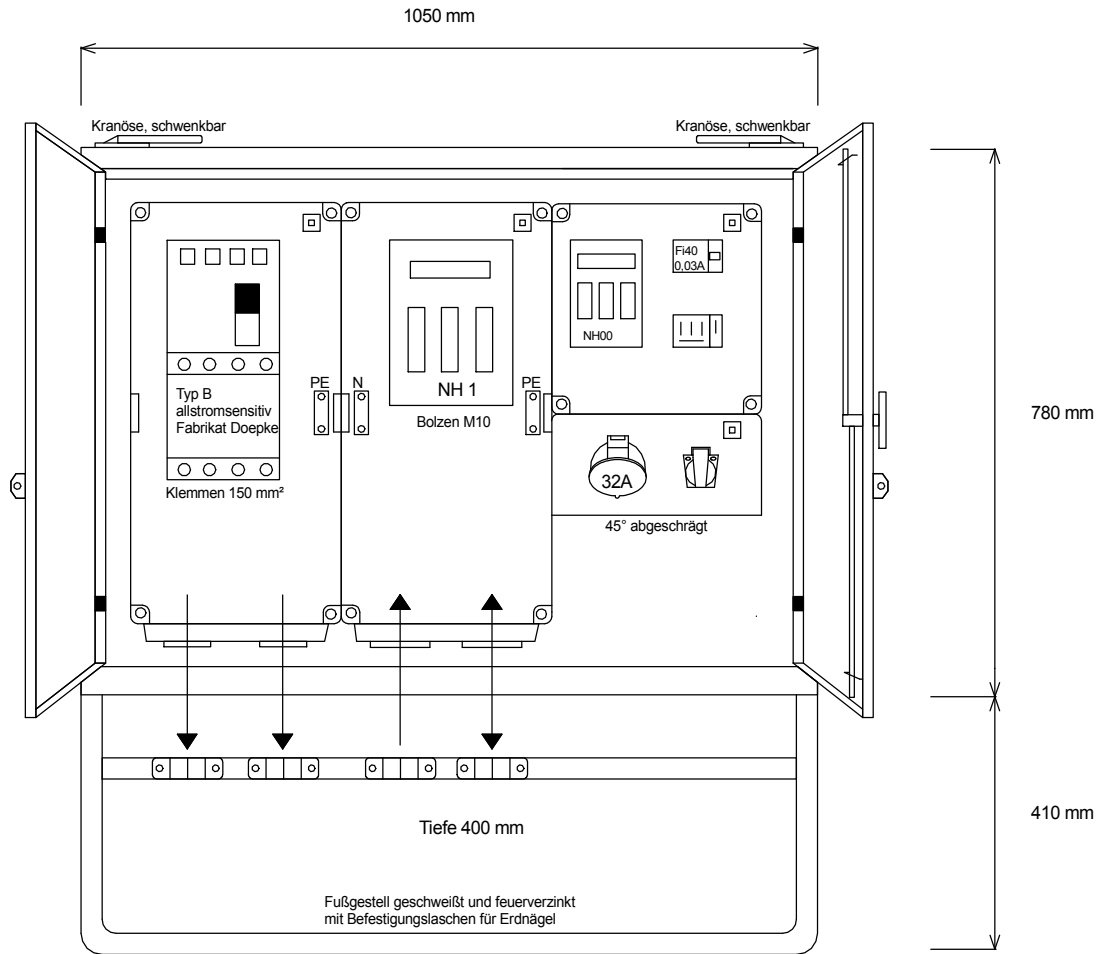 1050 mm
Kranöse, schwenkbar
Kranöse, schwenkbar
Fi40
0,03A
NH00
Typ B
allstromsensitiv
Fabrikat Doepke
PE
N
NH 1
PE
Bolzen M10
780 mm
32A
Klemmen 150 mm²
45° abgeschrägt
Tiefe 400 mm
410 mm
Fußgestell geschweißt und feuerverzinkt
mit Befestigungslaschen für Erdnägel